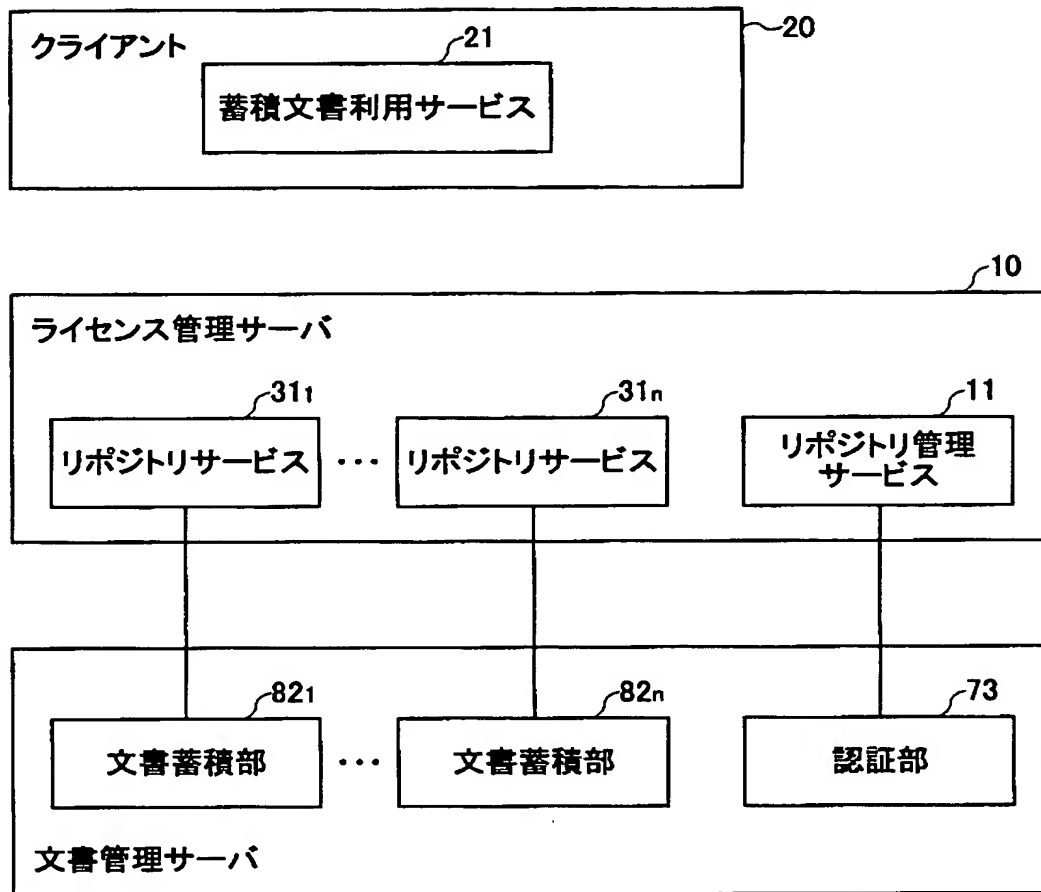 クライアント
20
21
蓄積文書利用サービス
10
ライセンス管理サーバ
31₁
31n
11
リポジトリサービス ・・・ リポジトリサービス
リポジトリ管理
サービス
82₁
82n
73
文書蓄積部 ・・・ 文書蓄積部
認証部
文書管理サーバ